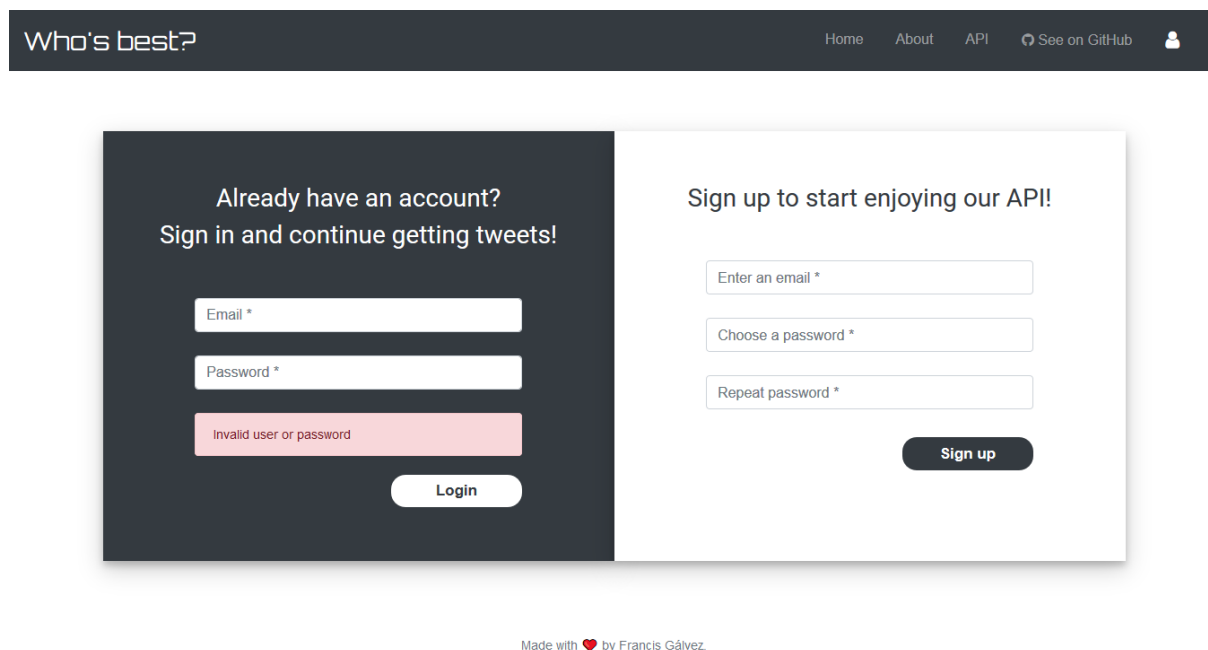 Who's best?
Home About API See on GitHub
Already have an account?
Sign in and continue getting tweets!
Email *
Password *
Invalid user or password
Login
Sign up to start enjoying our API!
Enter an email *
Choose a password *
Repeat password *
Sign up
Made with by Francis Gálvez.